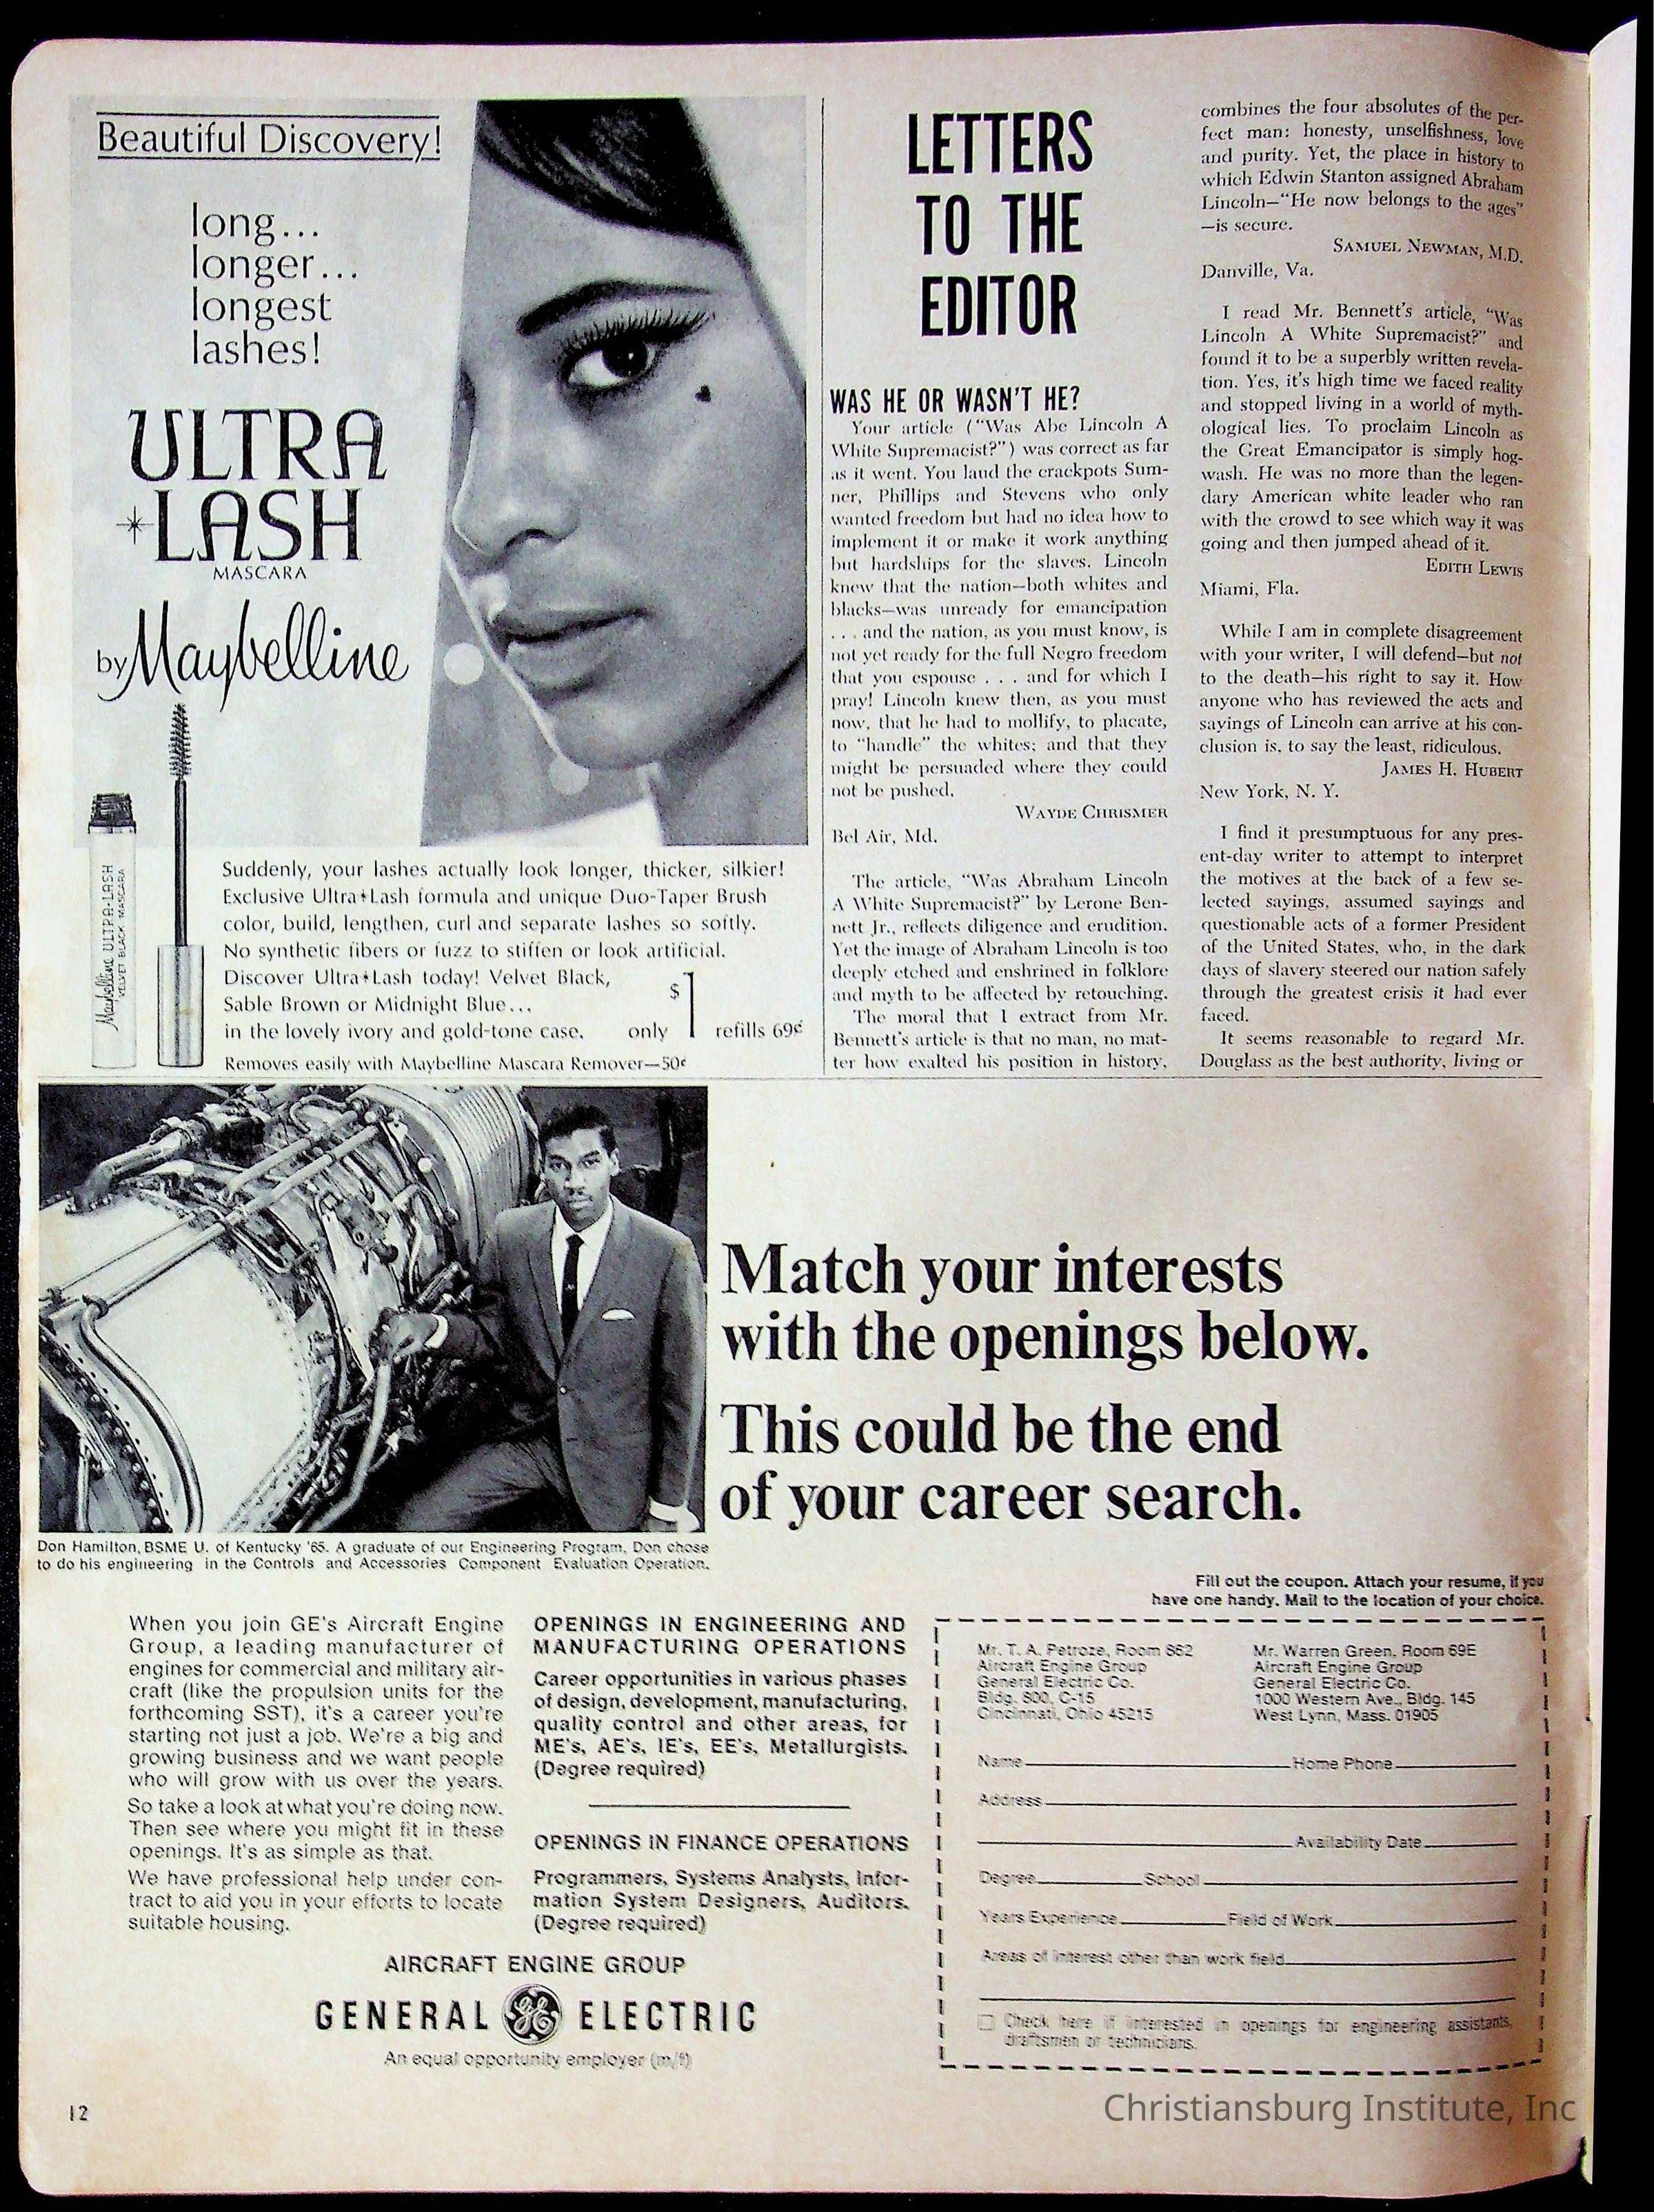 Beautiful Discovery!
long...
longer...
longest
lashes!
ULTRA
LASH
MASCARA
by Maybelline
Maybelline ULTRA-LASH
VELVET BLACK MASCARA
Suddenly, your lashes actually look longer, thicker, silkier!
Exclusive Ultra*Lash formula and unique Duo-Taper Brush
color, build, lengthen, curl and separate lashes so softly.
No synthetic fibers or fuzz to stiffen or look artificial.
Discover Ultra*Lash today! Velvet Black,
Sable Brown or Midnight Blue...
in the lovely ivory and gold-tone case. only $1 refills 69¢
Removes easily with Maybelline Mascara Remover—50¢
LETTERS
TO THE
EDITOR
WAS HE OR WASN'T HE?
Your article ("Was Abe Lincoln A
White Supremacist?") was correct as far
as it went. You laud the crackpots Sum-
ner, Phillips and Stevens who only
wanted freedom but had no idea how to
implement it or make it work anything
but hardships for the slaves. Lincoln
knew that the nation—both whites and
blacks—was unready for emancipation
. . . and the nation, as you must know, is
not yet ready for the full Negro freedom
that you espouse . . . and for which I
pray! Lincoln knew then, as you must
now, that he had to mollify, to placate,
to "handle" the whites; and that they
might be persuaded where they could
not be pushed.
WAYDE CHRISMER
Bel Air, Md.
The article, "Was Abraham Lincoln
A White Supremacist?" by Lerone Ben-
nett Jr., reflects diligence and erudition.
Yet the image of Abraham Lincoln is too
deeply etched and enshrined in folklore
and myth to be affected by retouching.
The moral that I extract from Mr.
Bennett's article is that no man, no mat-
ter how exalted his position in history,
combines the four absolutes of the per-
fect man: honesty, unselfishness, love
and purity. Yet, the place in history to
which Edwin Stanton assigned Abraham
Lincoln—"He now belongs to the ages"
—is secure.
SAMUEL NEWMAN, M.D.
Danville, Va.
I read Mr. Bennett's article, "Was
Lincoln A White Supremacist?" and
found it to be a superbly written revela-
tion. Yes, it's high time we faced reality
and stopped living in a world of myth-
ological lies. To proclaim Lincoln as
the Great Emancipator is simply hog-
wash. He was no more than the legen-
dary American white leader who ran
with the crowd to see which way it was
going and then jumped ahead of it.
EDITH LEWIS
Miami, Fla.
While I am in complete disagreement
with your writer, I will defend—but not
to the death—his right to say it. How
anyone who has reviewed the acts and
sayings of Lincoln can arrive at his con-
clusion is, to say the least, ridiculous.
JAMES H. HUBERT
New York, N. Y.
I find it presumptuous for any pres-
ent-day writer to attempt to interpret
the motives at the back of a few se-
lected sayings, assumed sayings and
questionable acts of a former President
of the United States, who, in the dark
days of slavery steered our nation safely
through the greatest crisis it had ever
faced.
It seems reasonable to regard Mr.
Douglass as the best authority, living or
Match your interests
with the openings below.
This could be the end
of your career search.
Don Hamilton, BSME U. of Kentucky '65. A graduate of our Engineering Program, Don chose
to do his engineering in the Controls and Accessories Component Evaluation Operation.
When you join GE's Aircraft Engine
Group, a leading manufacturer of
engines for commercial and military air-
craft (like the propulsion units for the
forthcoming SST), it's a career you're
starting not just a job. We're a big and
growing business and we want people
who will grow with us over the years.
So take a look at what you're doing now.
Then see where you might fit in these
openings. It's as simple as that.
We have professional help under con-
tract to aid you in your efforts to locate
suitable housing.
OPENINGS IN ENGINEERING AND
MANUFACTURING OPERATIONS
Career opportunities in various phases
of design, development, manufacturing,
quality control and other areas, for
ME's, AE's, IE's, EE's, Metallurgists.
(Degree required)
OPENINGS IN FINANCE OPERATIONS
Programmers, Systems Analysts, Infor-
mation System Designers, Auditors.
(Degree required)
AIRCRAFT ENGINE GROUP
GENERAL GE ELECTRIC
An equal opportunity employer (m/f)
Fill out the coupon. Attach your resume, if you
have one handy. Mail to the location of your choice.
Mr. T. A. Petroze, Room 862
Aircraft Engine Group
General Electric Co.
Bldg. 800, C-15
Cincinnati, Ohio 45215
Mr. Warren Green, Room 69E
Aircraft Engine Group
General Electric Co.
1000 Western Ave., Bldg. 145
West Lynn, Mass. 01905
Name Home Phone
Address
Availability Date
Degree School
Years Experience Field of Work
Areas of interest other than work field
Check here if interested in openings for engineering assistants,
draftsmen or technicians.
12
Christiansburg Institute, Inc